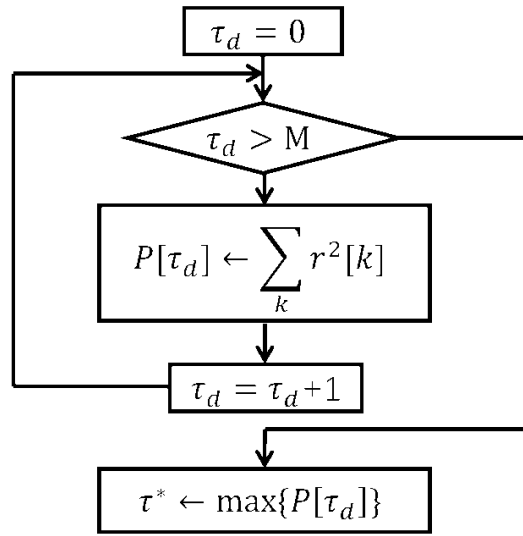 τ_d = 0
τ_d > M
P[τ_d] ← ∑_k r²[k]
τ_d = τ_d+1
τ* ← max{P[τ_d]}